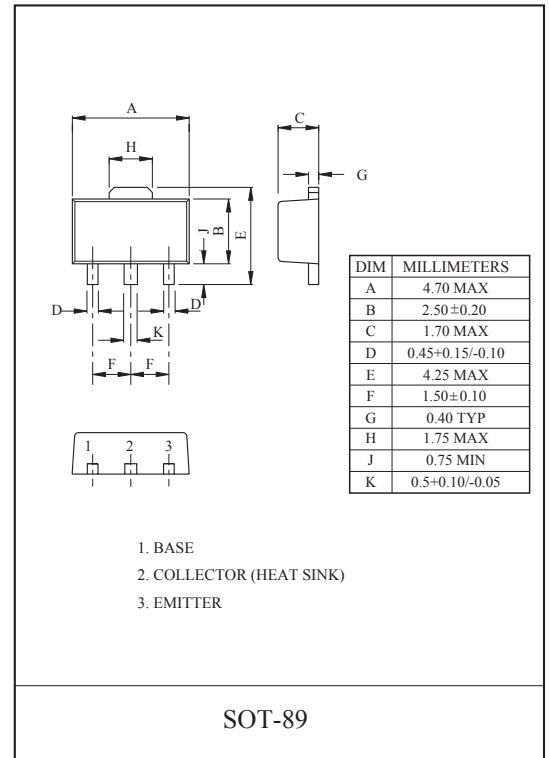 A
H
C
G
J
B
E
D
D
K
F
F
DIM MILLIMETERS
A 4.70 MAX
B 2.50±0.20
C 1.70 MAX
D 0.45+0.15/-0.10
E 4.25 MAX
F 1.50±0.10
G 0.40 TYP
H 1.75 MAX
J 0.75 MIN
K 0.5+0.10/-0.05
1 2 3
1. BASE
2. COLLECTOR (HEAT SINK)
3. EMITTER
SOT-89